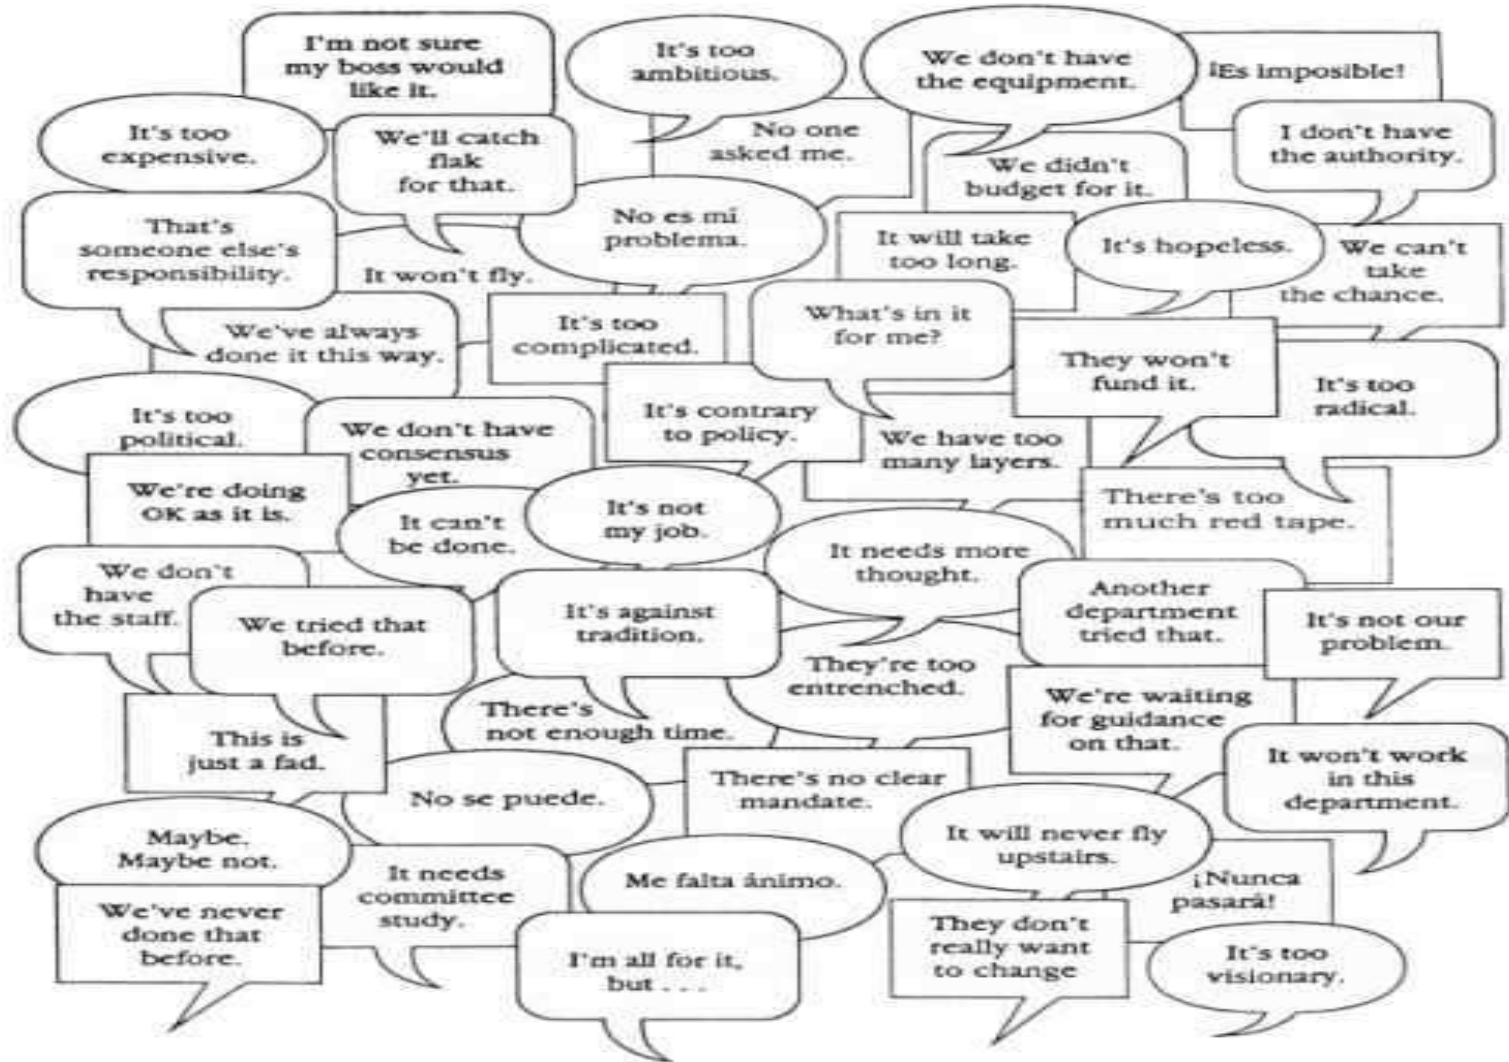 I'm not sure
my boss would
like it.
It's too
ambitious.
We don't have
the equipment.
¡Es imposible!
It's too
expensive.
We'll catch
flak
for that.
No one
asked me.
We didn't
budget for it.
I don't have
the authority.
That's
someone else's
responsibility.
It won't fly.
No es mi
problema.
It will take
too long.
It's hopeless.
We can't
take
the chance.
We've always
done it this way.
It's too
complicated.
What's in it
for me?
They won't
fund it.
It's too
radical.
It's too
political.
We don't have
consensus
yet.
It's contrary
to policy.
We have too
many layers.
We're doing
OK as it is.
It can't
be done.
It's not
my job.
It needs more
thought.
There's too
much red tape.
We don't
have
the staff.
We tried that
before.
It's against
tradition.
They're too
entrenched.
Another
department
tried that.
It's not our
problem.
This is
just a fad.
There's
not enough time.
We're waiting
for guidance
on that.
It won't work
in this
department.
No se puede.
There's no clear
mandate.
Maybe.
Maybe not.
It needs
committee
study.
Me falta ánimo.
It will never fly
upstairs.
¡Nunca
pasará!
We've never
done that
before.
I'm all for it,
but . . .
They don't
really want
to change
It's too
visionary.